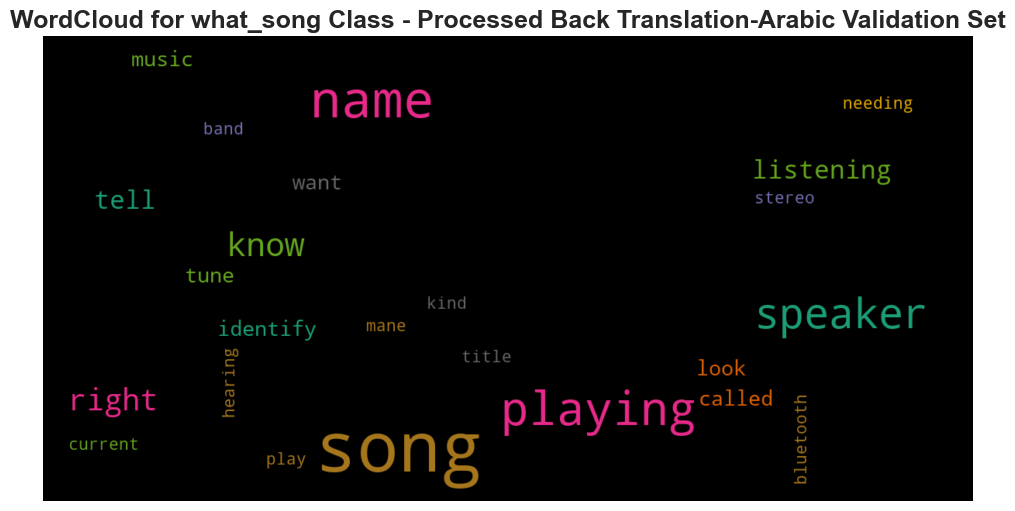 WordCloud for what_song Class - Processed Back Translation-Arabic Validation Set
music
name
needing
band
listening
want
tell
stereo
know
tune
kind
speaker
identify
mane
title
look
hearing
right
called
playing
bluetooth
current
song
play